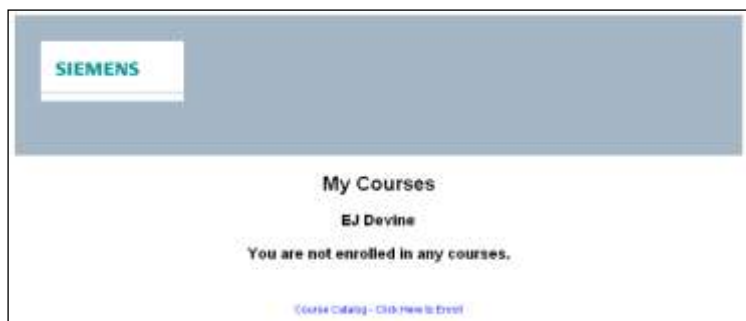 SIEMENS
My Courses
EJ Devine
You are not enrolled in any courses.
Course Catalog - Click Here to Enroll